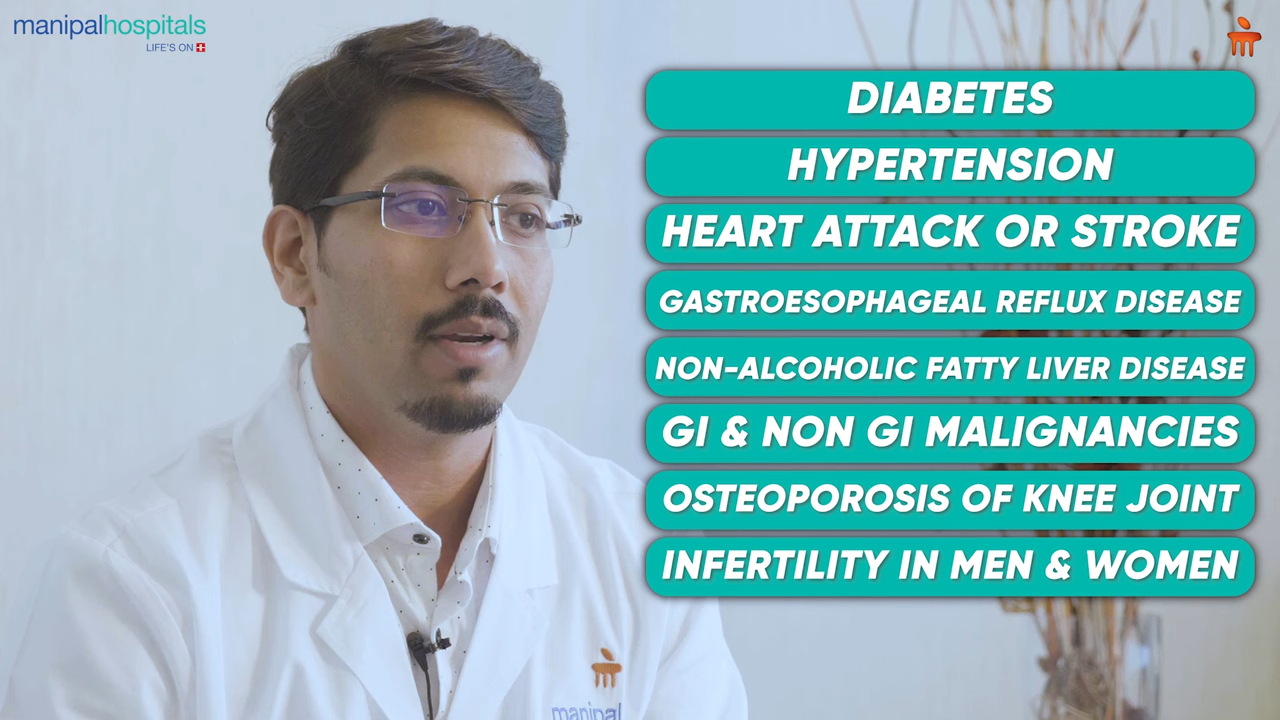 manipalhospitals
LIFE'S ON
DIABETES
HYPERTENSION
HEART ATTACK OR STROKE
GASTROESOPHAGEAL REFLUX DISEASE
NON-ALCOHOLIC FATTY LIVER DISEASE
GI & NON GI MALIGNANCIES
OSTEOPOROSIS OF KNEE JOINT
INFERTILITY IN MEN & WOMEN
manipal